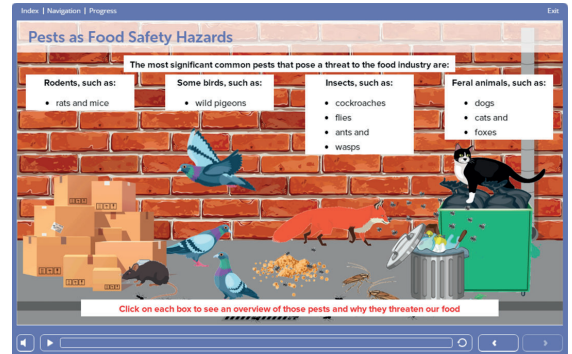 Index | Navigation | Progress
Exit
Pests as Food Safety Hazards
The most significant common pests that pose a threat to the food industry are:
Rodents, such as:
• rats and mice
Some birds, such as:
• wild pigeons
Insects, such as:
• cockroaches
• flies
• ants and
• wasps
Feral animals, such as:
• dogs
• cats and
• foxes
Click on each box to see an overview of those pests and why they threaten our food